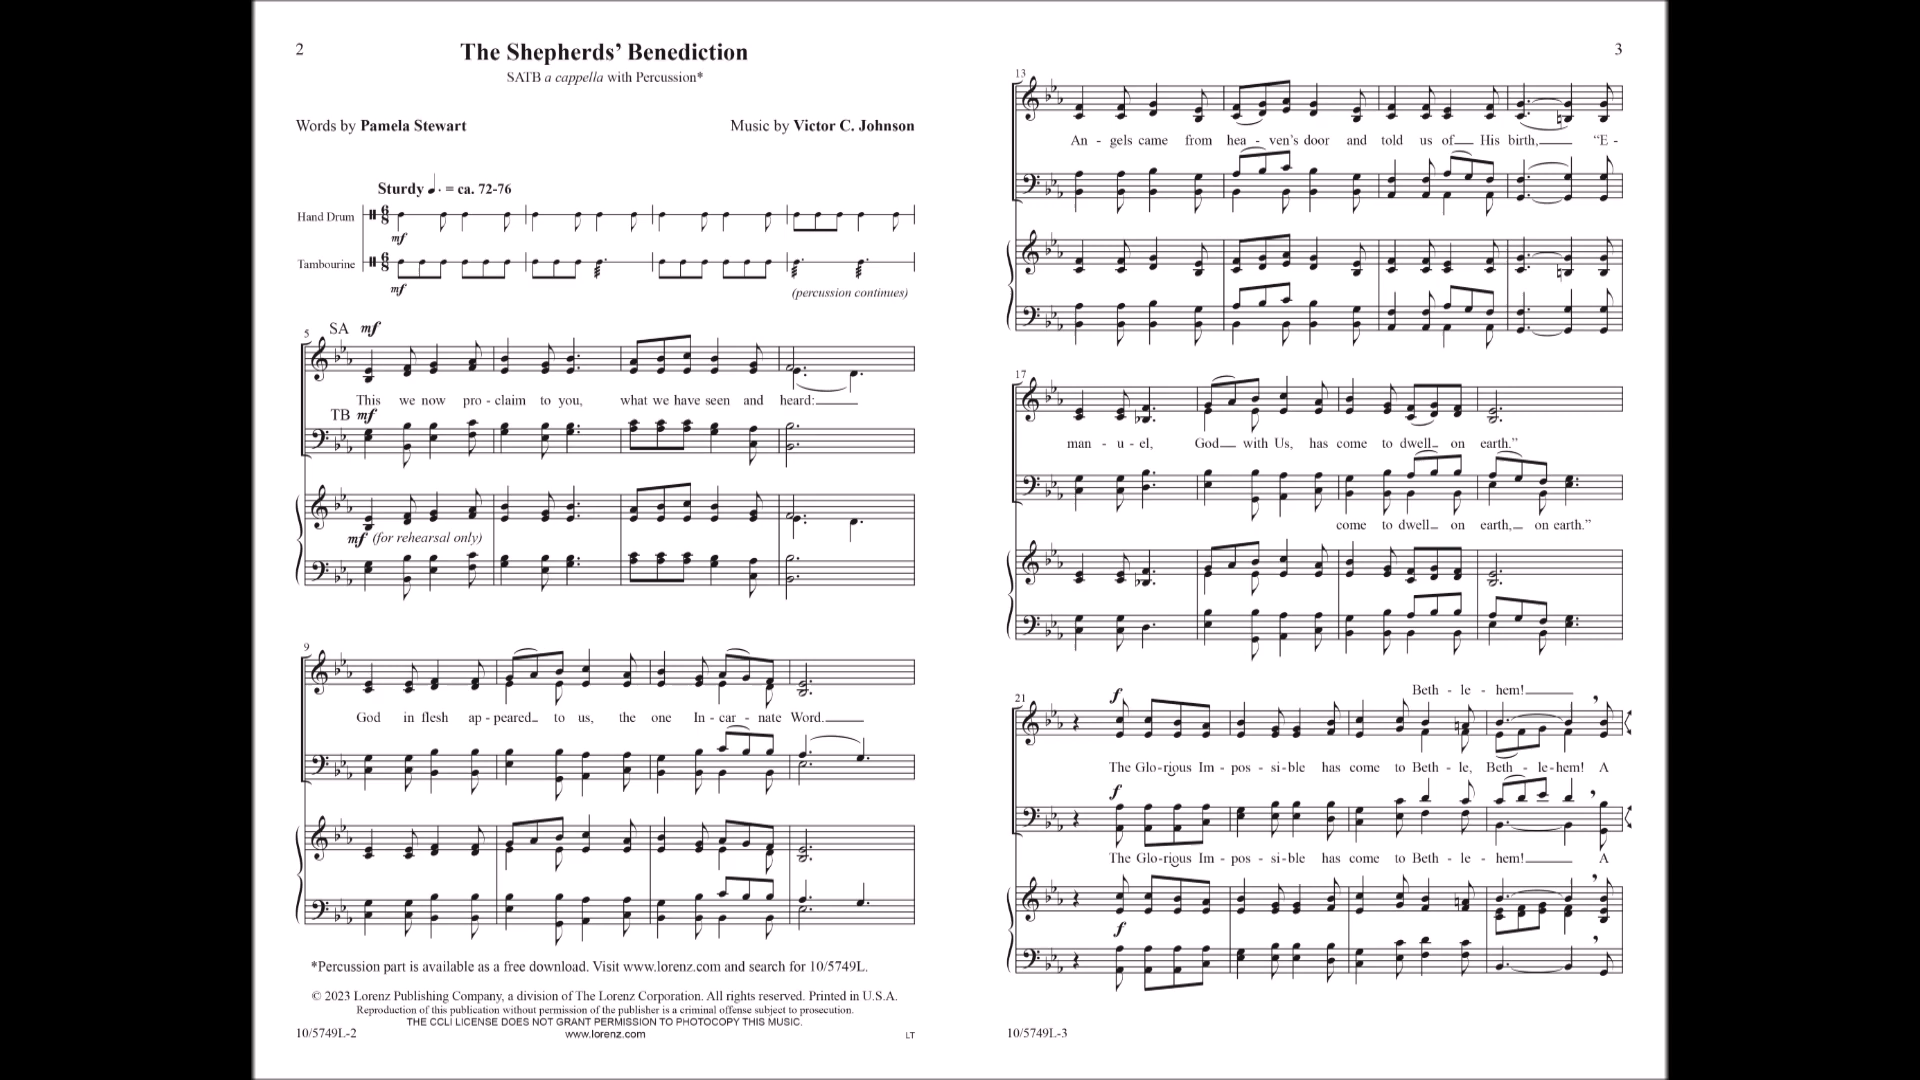 2
The Shepherds’ Benediction
SATB a cappella with Percussion*
Words by Pamela Stewart
Music by Victor C. Johnson
Sturdy ♩. = ca. 72-76
Hand Drum
6 8
mf
Tambourine
6 8
mf
(percussion continues)
5
SA mf
This we now pro - claim to you, what we have seen and heard:
TB mf
mf (for rehearsal only)
9
God in flesh ap - peared to us, the one In - car - nate Word.
*Percussion part is available as a free download. Visit www.lorenz.com and search for 10/5749L.
© 2023 Lorenz Publishing Company, a division of The Lorenz Corporation. All rights reserved. Printed in U.S.A.
Reproduction of this publication without permission of the publisher is a criminal offense subject to prosecution.
THE CCLI LICENSE DOES NOT GRANT PERMISSION TO PHOTOCOPY THIS MUSIC.
www.lorenz.com
10/5749L-2
LT
3
13
An - gels came from hea - ven’s door and told us of His birth, “E -
17
man - u - el, God with Us, has come to dwell on earth.”
come to dwell on earth, on earth.”
21
f
Beth - le - hem!
The Glo-rious Im - pos - si-ble has come to Beth - le, Beth - le-hem! A
f
The Glo-rious Im - pos - si-ble has come to Beth - le - hem! A
f
10/5749L-3